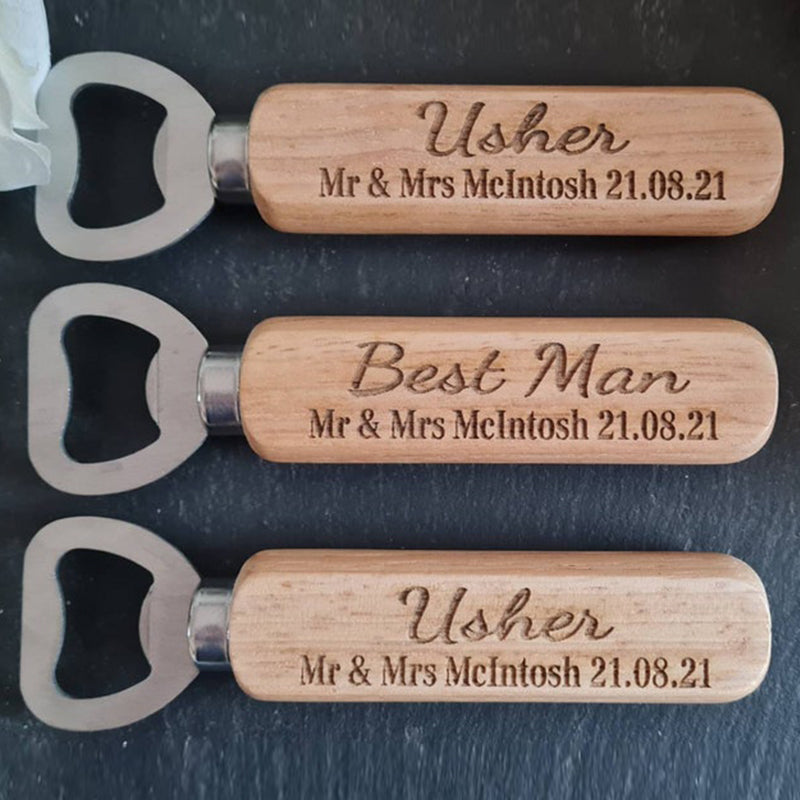 Usher
Mr & Mrs McIntosh 21.08.21
Best Man
Mr & Mrs McIntosh 21.08.21
Usher
Mr & Mrs McIntosh 21.08.21